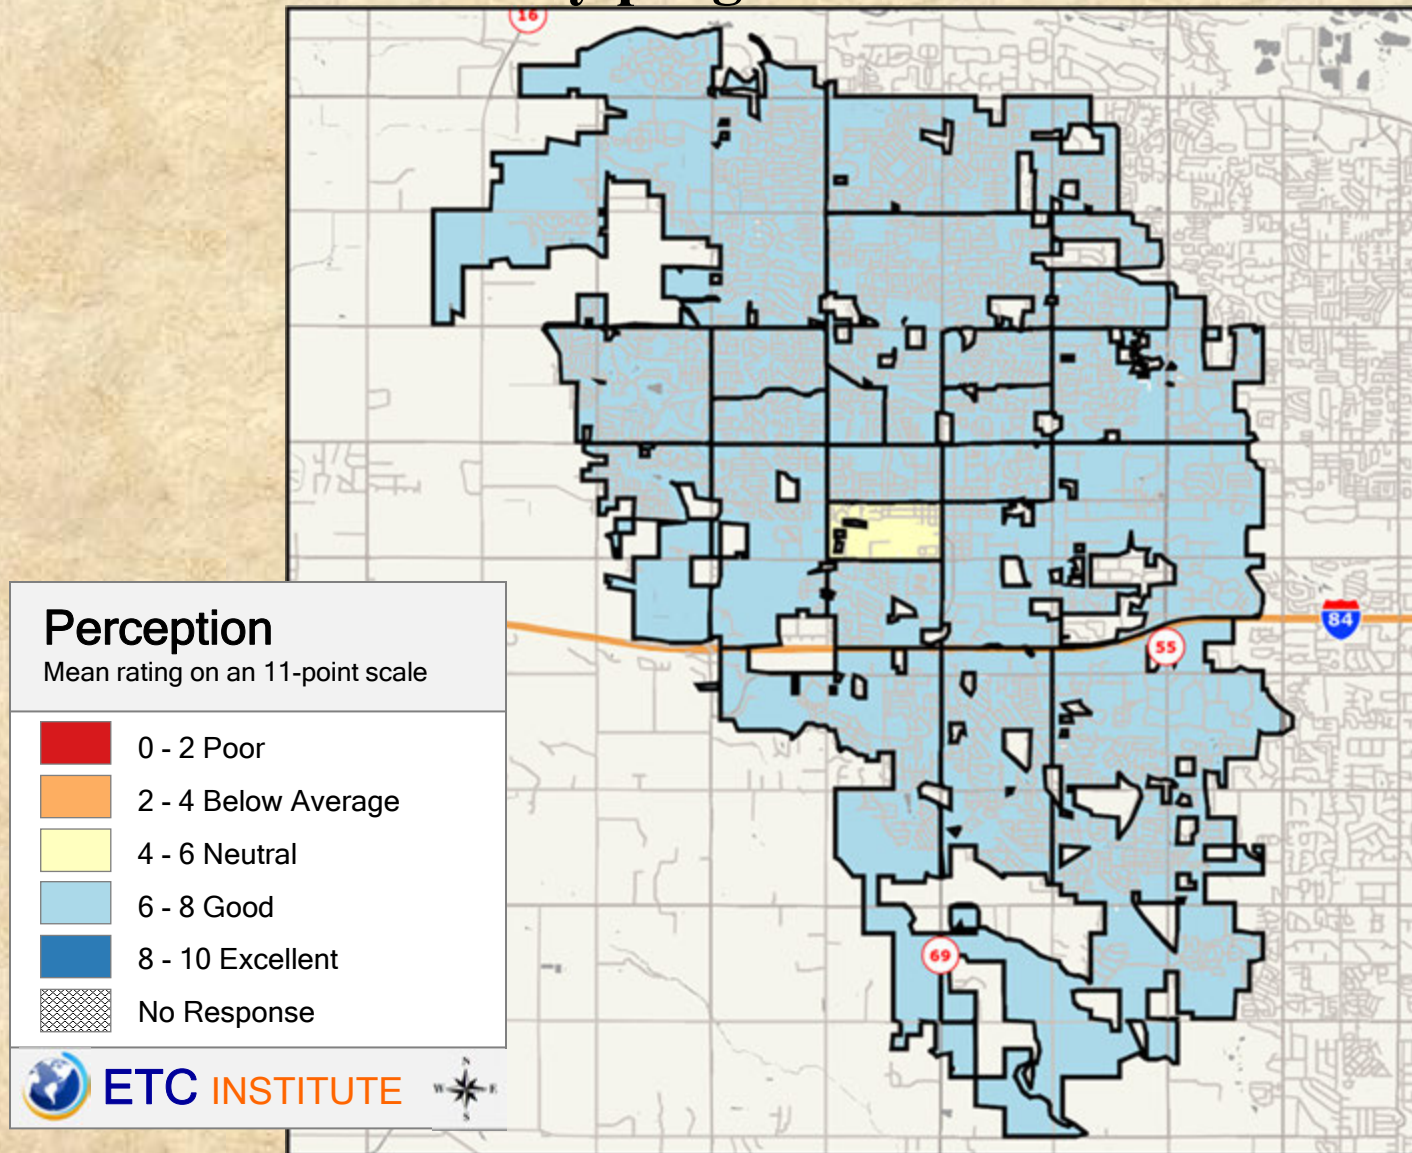 16
84
55
69
Perception
Mean rating on an 11-point scale
0 - 2 Poor
2 - 4 Below Average
4 - 6 Neutral
6 - 8 Good
8 - 10 Excellent
No Response
ETC INSTITUTE
N
W E
S